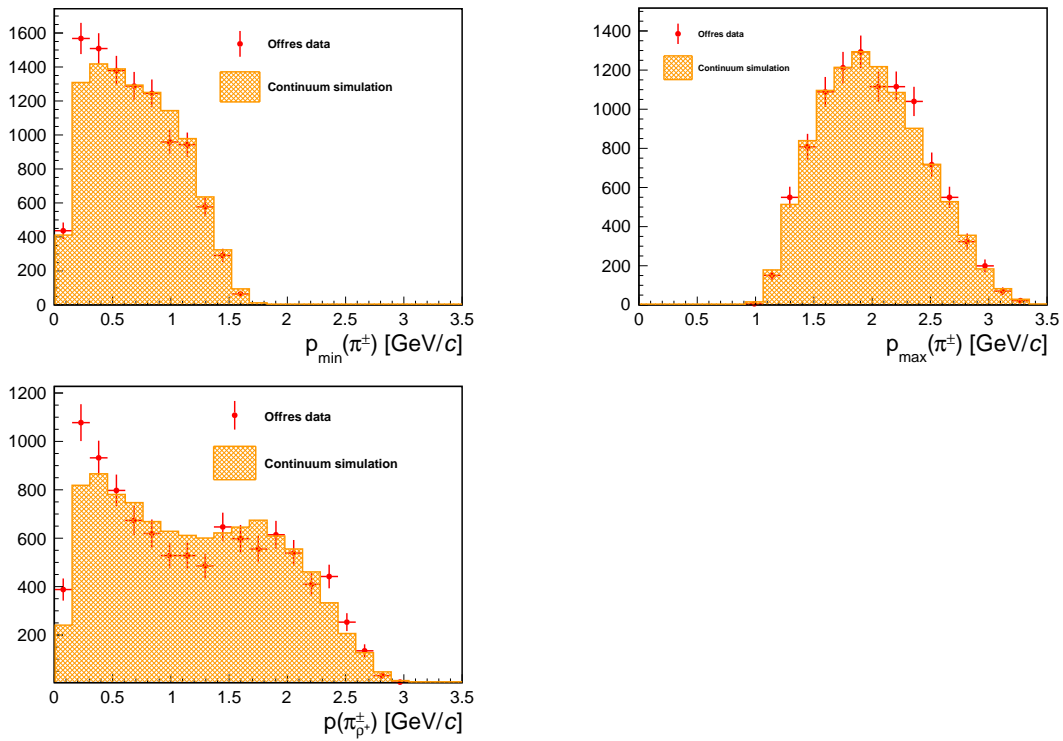 1600
1400
1200
1000
800
600
400
200
0
Offres data
Continuum simulation
0 0.5 1 1.5 2 2.5 3 3.5
p_min(π±) [GeV/c]
1400
1200
1000
800
600
400
200
0
Offres data
Continuum simulation
0 0.5 1 1.5 2 2.5 3 3.5
p_max(π±) [GeV/c]
1200
1000
800
600
400
200
Offres data
Continuum simulation
0 0.5 1 1.5 2 2.5 3 3.5
p(π±_ρ⁺) [GeV/c]